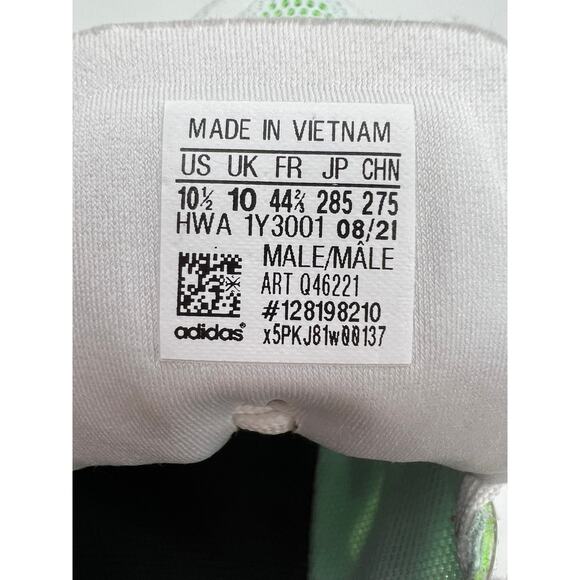 MADE IN VIETNAM
US UK FR JP CHN
10½ 10 44⅔ 285 275
HWA 1Y3001 08/21
MALE/MÂLE
ART Q46221
#128198210
adidas x5PKJ81w00137